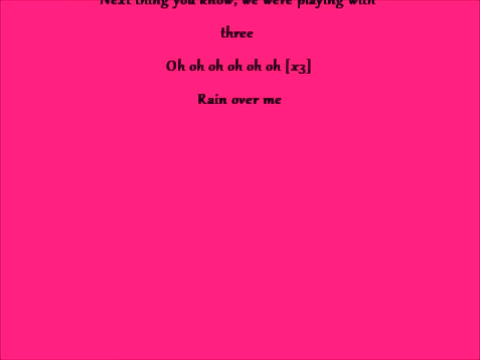 Next thing you know, we were playing with
three
Oh oh oh oh oh oh [x3]
Rain over me